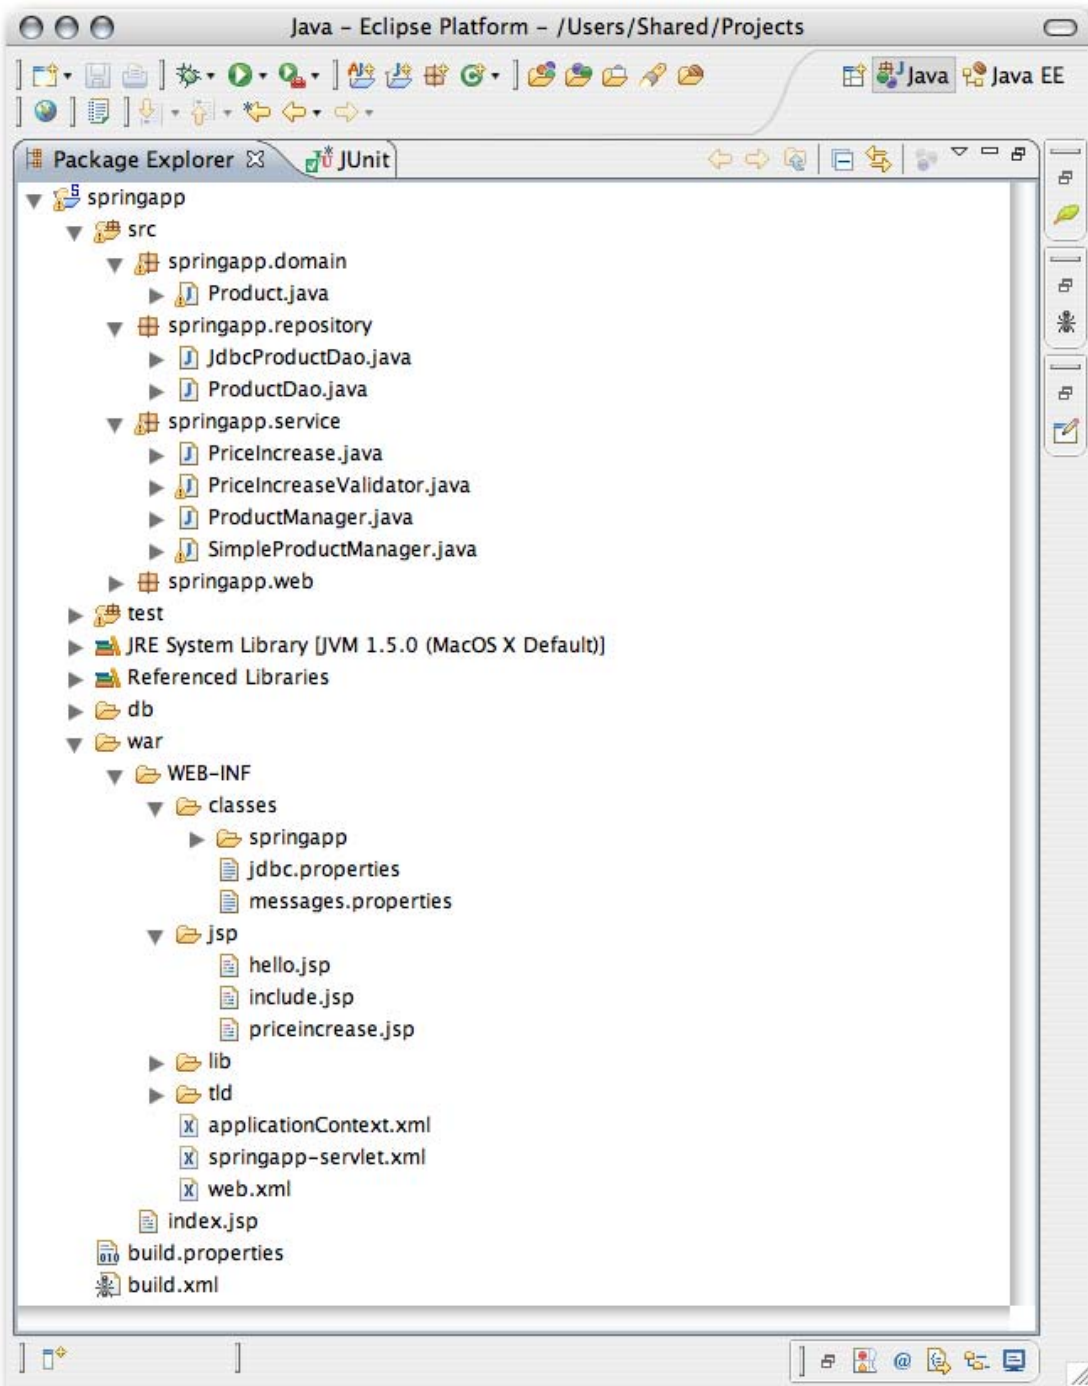 Java – Eclipse Platform – /Users/Shared/Projects
Java
Java EE
Package Explorer
JUnit
springapp
src
springapp.domain
Product.java
springapp.repository
JdbcProductDao.java
ProductDao.java
springapp.service
PriceIncrease.java
PriceIncreaseValidator.java
ProductManager.java
SimpleProductManager.java
springapp.web
test
JRE System Library [JVM 1.5.0 (MacOS X Default)]
Referenced Libraries
db
war
WEB-INF
classes
springapp
jdbc.properties
messages.properties
jsp
hello.jsp
include.jsp
priceincrease.jsp
lib
tld
applicationContext.xml
springapp-servlet.xml
web.xml
index.jsp
build.properties
build.xml